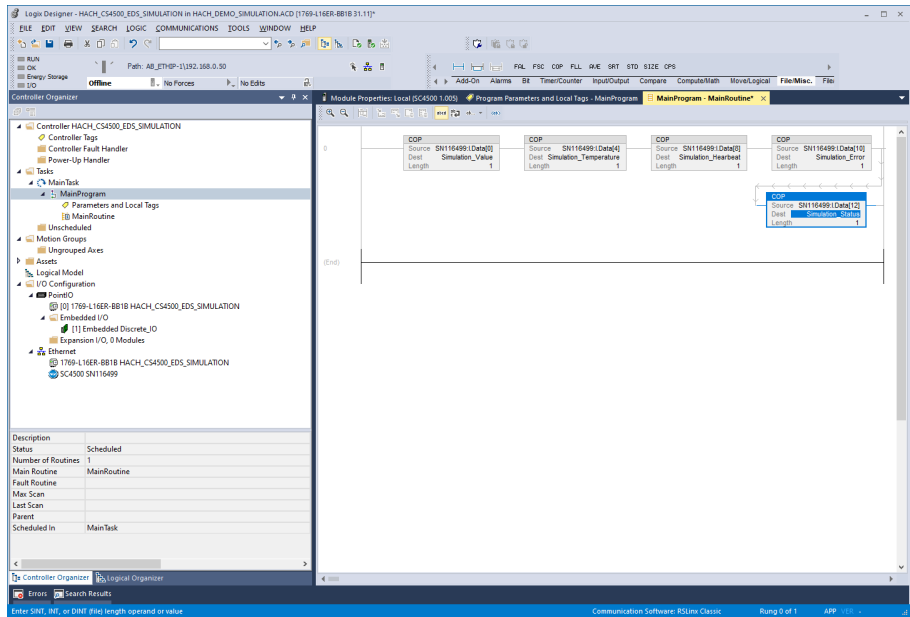 Logix Designer - HACH_CS4500_EDS_SIMULATION in HACH_DEMO_SIMULATION.ACD [1769-L16ER-BB1B 31.11]*
FILE EDIT VIEW SEARCH LOGIC COMMUNICATIONS TOOLS WINDOW HELP
RUN
OK
Energy Storage
I/O
Path: AB_ETHIP-1\192.168.0.50
Offline No Forces No Edits
FAL FSC COP FLL AVE SRT STD SIZE CPS
Add-On Alarms Bit Timer/Counter Input/Output Compare Compute/Math Move/Logical File/Misc. File
Controller Organizer
Module Properties: Local (SC4500 1.005) Program Parameters and Local Tags - MainProgram MainProgram - MainRoutine*
Controller HACH_CS4500_EDS_SIMULATION
Controller Tags
Controller Fault Handler
Power-Up Handler
Tasks
MainTask
MainProgram
Parameters and Local Tags
MainRoutine
Unscheduled
Motion Groups
Ungrouped Axes
Assets
Logical Model
I/O Configuration
PointIO
[0] 1769-L16ER-BB1B HACH_CS4500_EDS_SIMULATION
Embedded I/O
[1] Embedded Discrete_IO
Expansion I/O, 0 Modules
Ethernet
1769-L16ER-BB1B HACH_CS4500_EDS_SIMULATION
SC4500 SN116499
0
COP
Source SN116499:I.Data[0]
Dest Simulation_Value
Length 1
COP
Source SN116499:I.Data[4]
Dest Simulation_Temperature
Length 1
COP
Source SN116499:I.Data[8]
Dest Simulation_Hearbeat
Length 1
COP
Source SN116499:I.Data[10]
Dest Simulation_Error
Length 1
COP
Source SN116499:I.Data[12]
Dest Simulation_Status
Length 1
(End)
Description
Status Scheduled
Number of Routines 1
Main Routine MainRoutine
Fault Routine
Max Scan
Last Scan
Parent
Scheduled In MainTask
Controller Organizer Logical Organizer
Errors Search Results
Enter SINT, INT, or DINT (file) length operand or value
Communication Software: RSLinx Classic Rung 0 of 1 APP VER